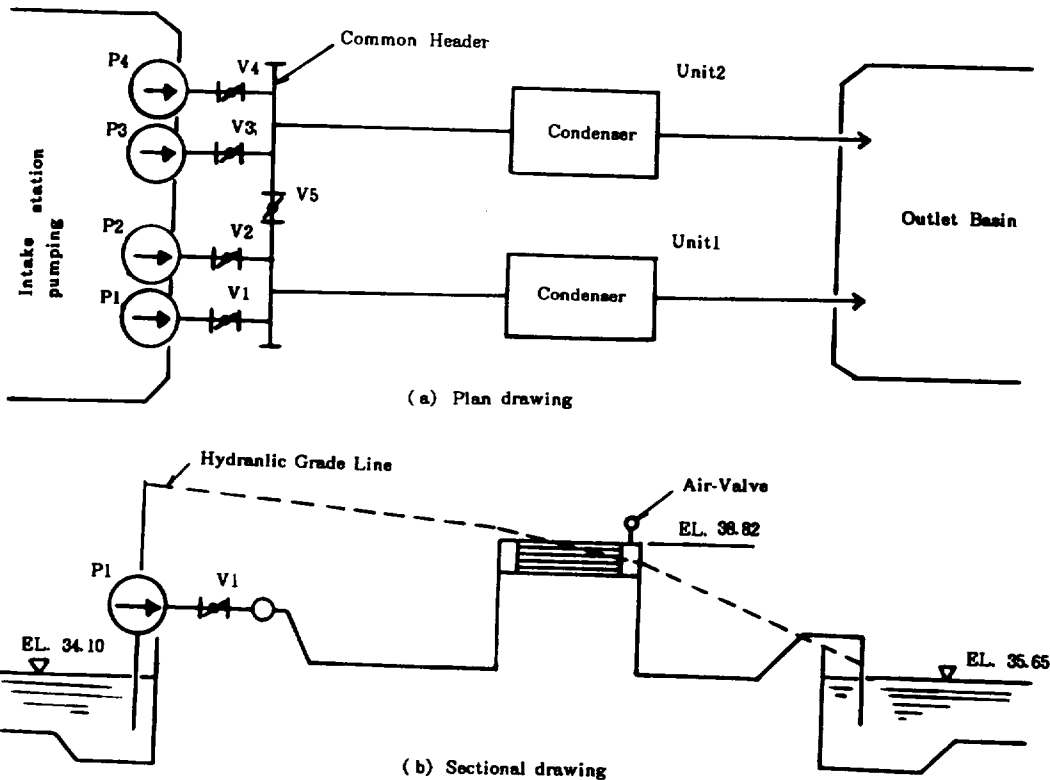 Common Header
P4
V4
Unit2
P3
V3
Condenser
V5
Intake station
pumping
P2
V2
Outlet Basin
Unit1
P1
V1
Condenser
(a) Plan drawing
Hydranlic Grade Line
Air-Valve
EL. 38.82
P1
V1
EL. 34.10
EL. 35.65
(b) Sectional drawing